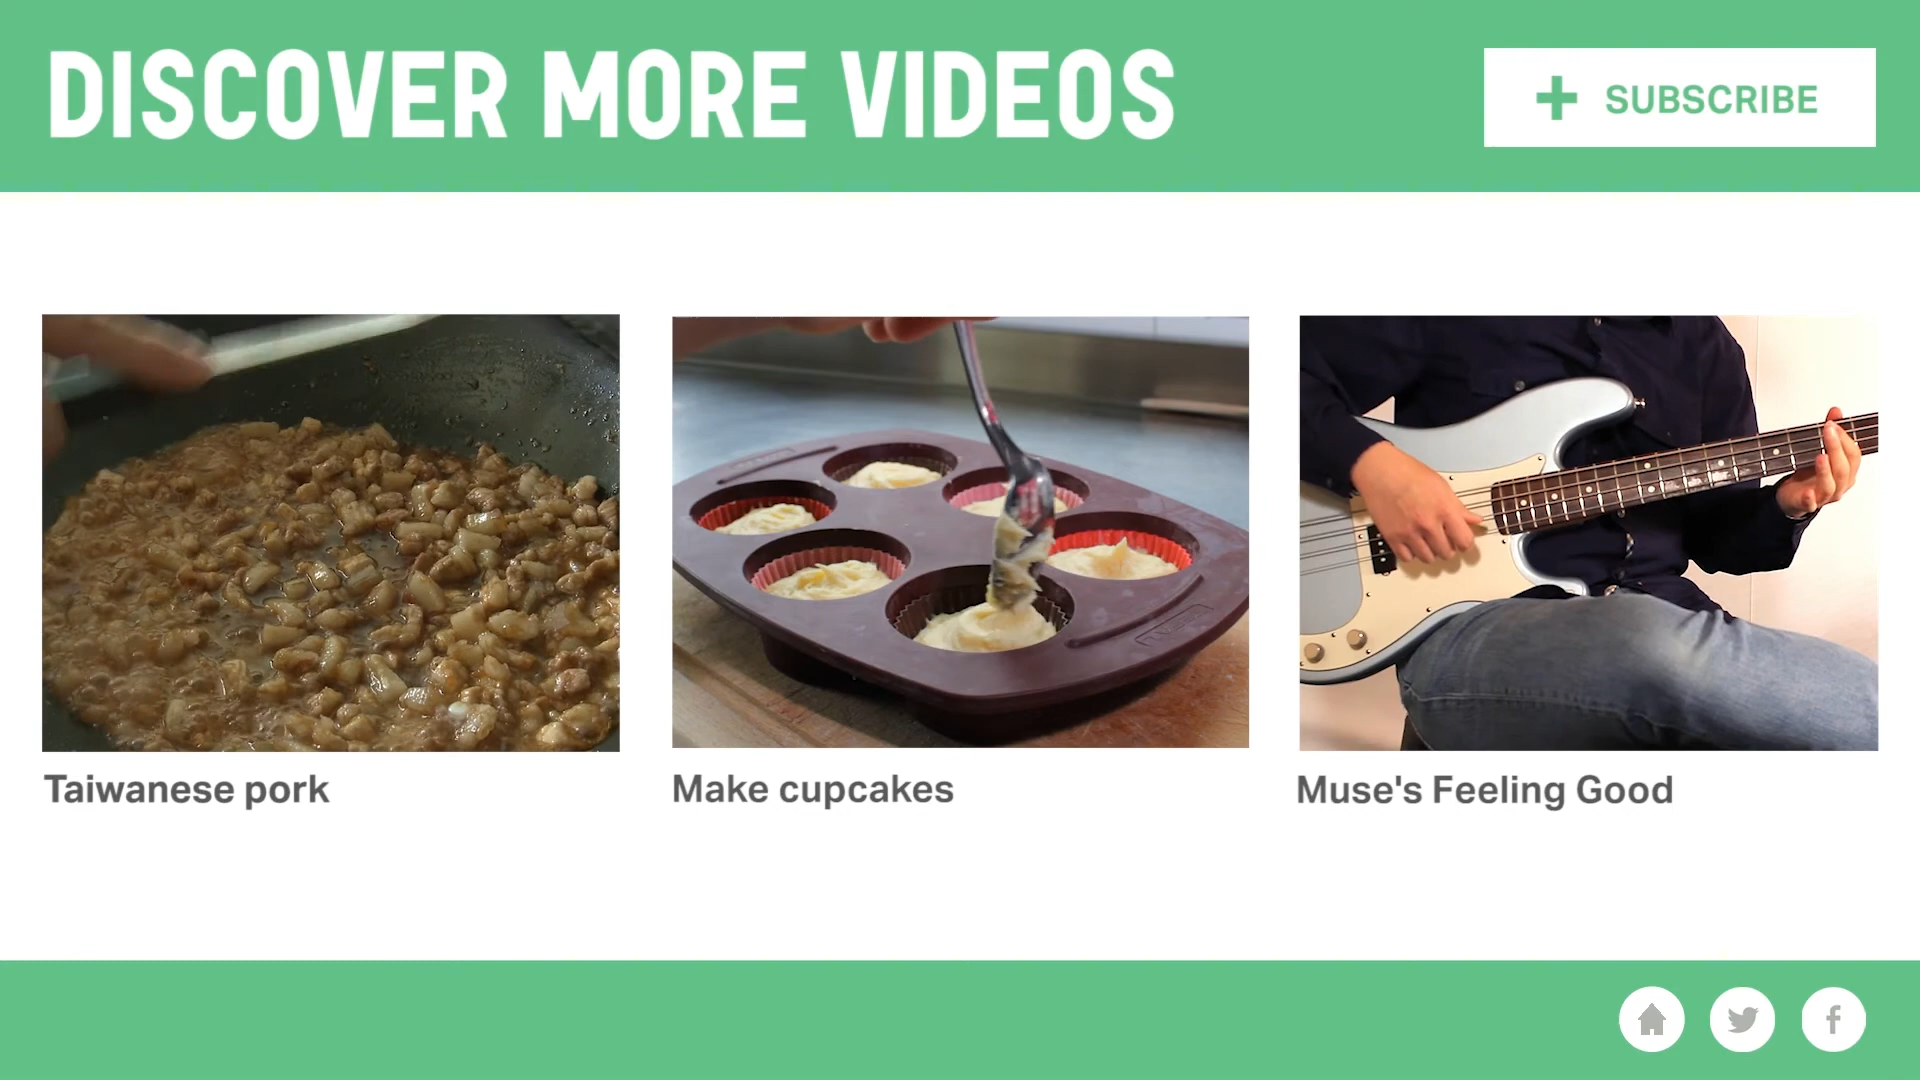 DISCOVER MORE VIDEOS
SUBSCRIBE
Taiwanese pork
Make cupcakes
Muse's Feeling Good